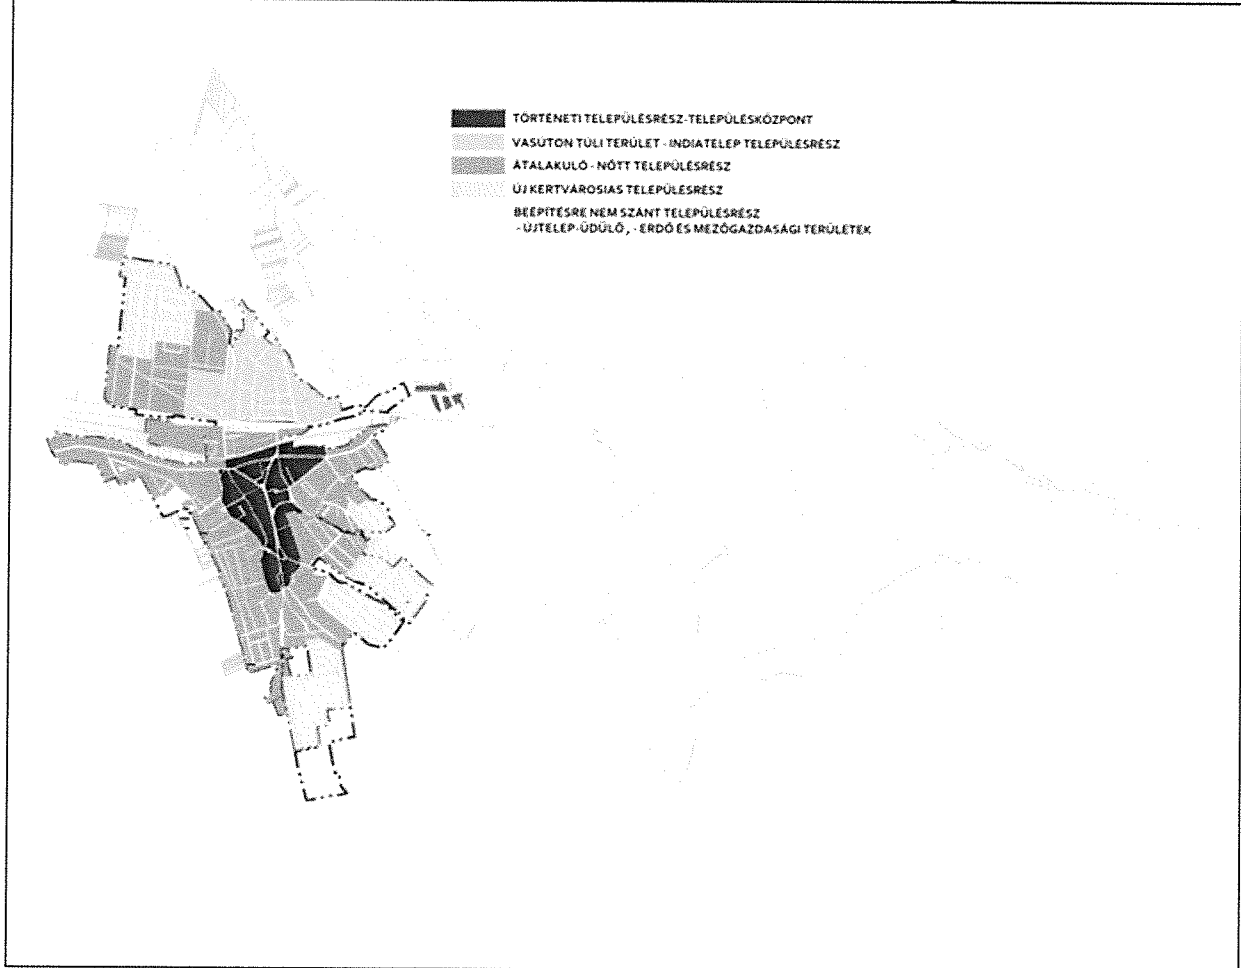 TÖRTÉNETI TELEPÜLÉSRÉSZ-TELEPÜLÉSKÖZPONT
VASÚTON TÚLI TERÜLET - INDIATELEP TELEPÜLÉSRÉSZ
ÁTALAKULÓ - NŐTT TELEPÜLÉSRÉSZ
ÚJ KERTVÁROSIAS TELEPÜLÉSRÉSZ
BEÉPÍTÉSRE NEM SZÁNT TELEPÜLÉSRÉSZ
- ÚJTELEP-ÜDÜLŐ, - ERDŐ ÉS MEZŐGAZDASÁGI TERÜLETEK